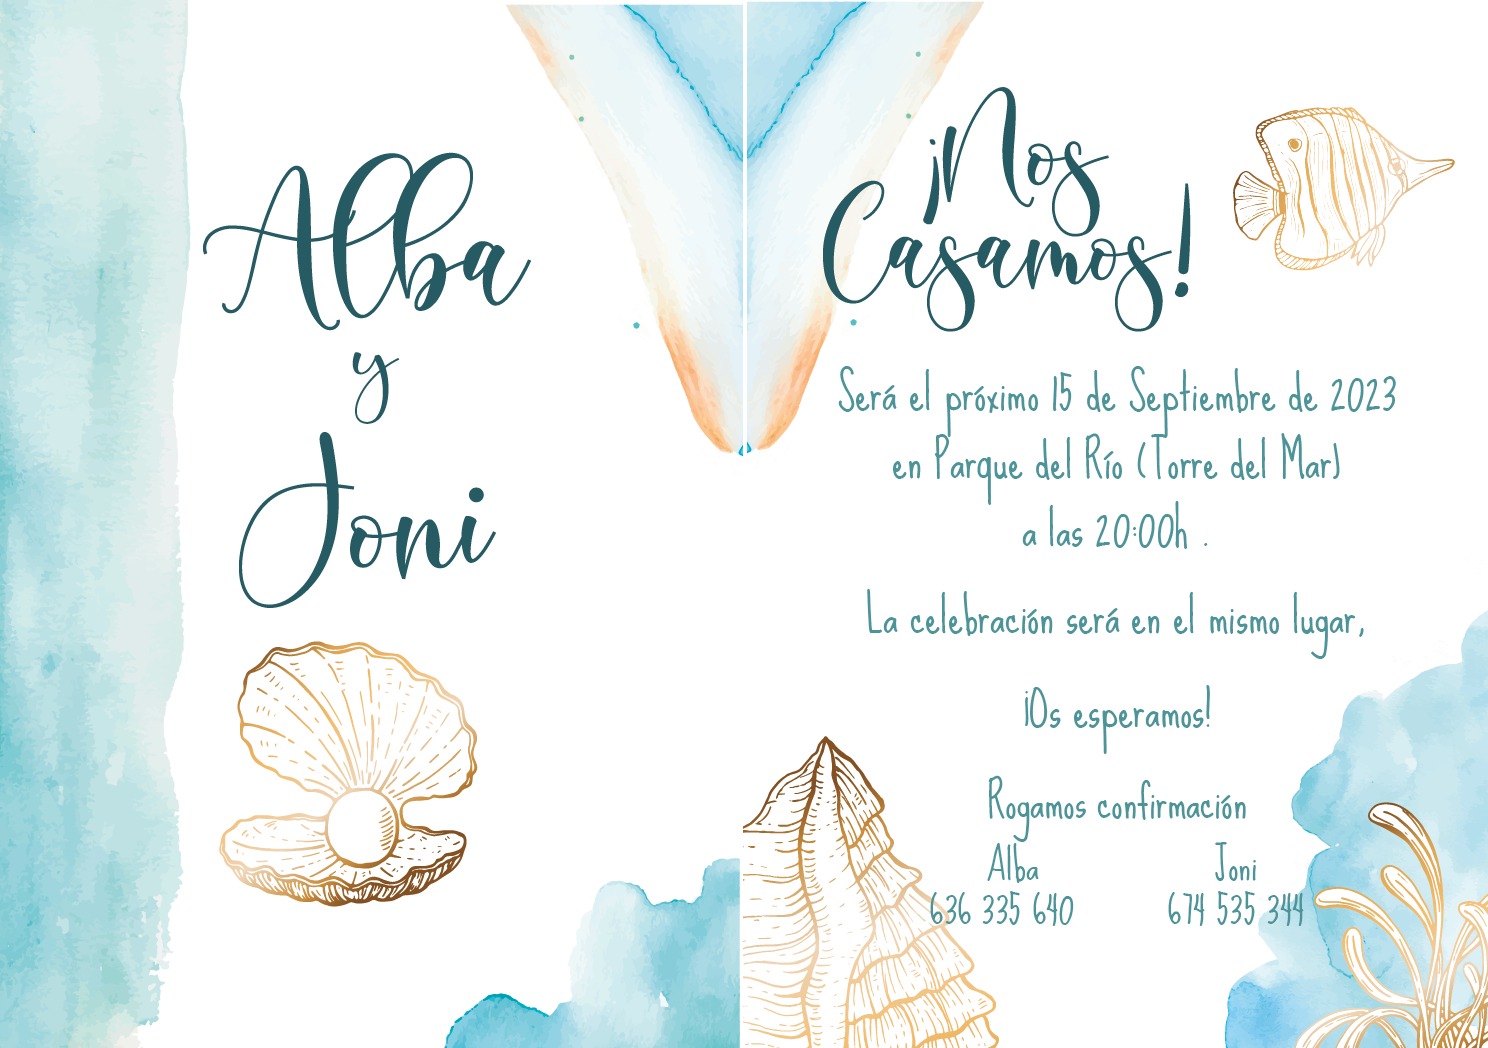 Alba
y
Joni
¡Nos
Casamos!
Será el próximo 15 de Septiembre de 2023
en Parque del Río (Torre del Mar)
a las 20:00h .
La celebración será en el mismo lugar,
¡Os esperamos!
Rogamos confirmación
Alba Joni
636 335 640 674 535 344